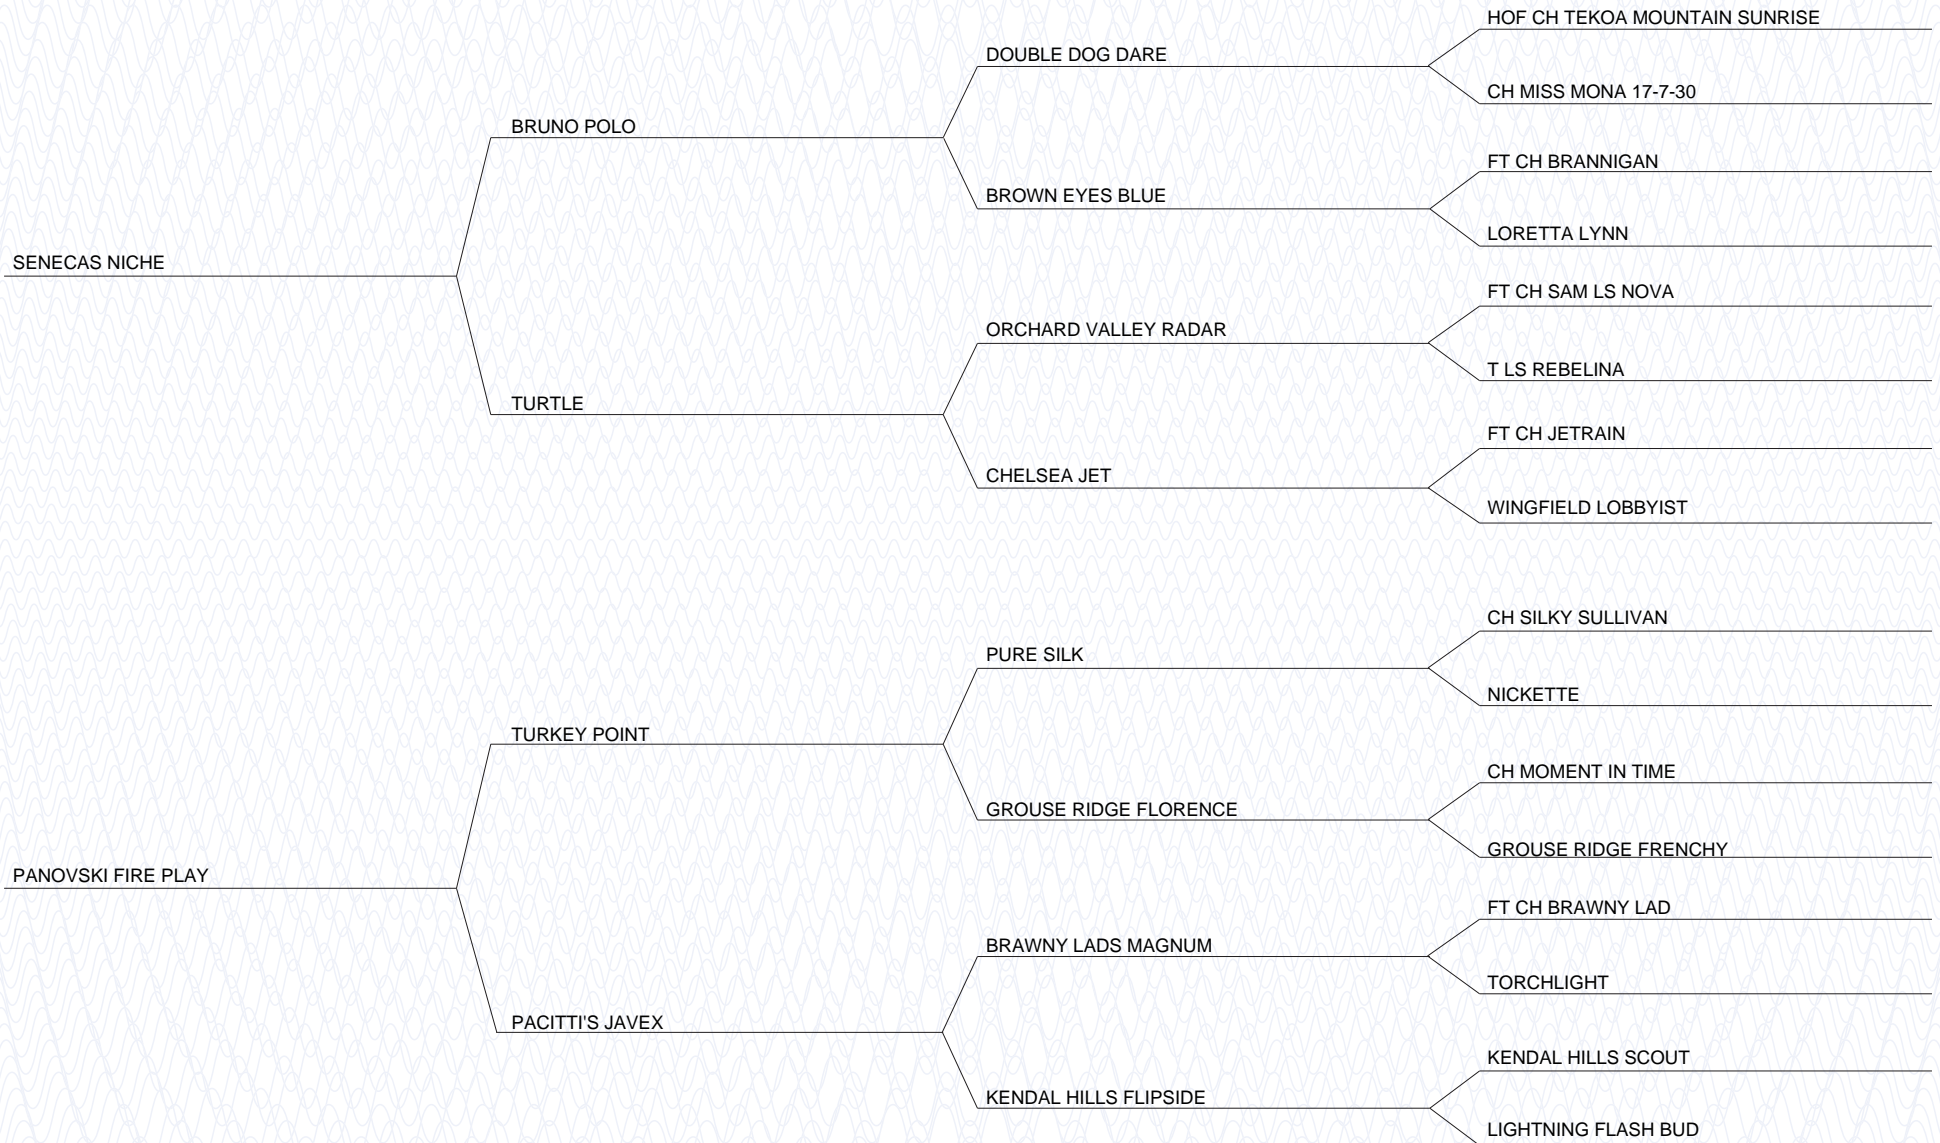 HOF CH TEKOA MOUNTAIN SUNRISE
DOUBLE DOG DARE
CH MISS MONA 17-7-30
BRUNO POLO
FT CH BRANNIGAN
BROWN EYES BLUE
LORETTA LYNN
SENECAS NICHE
FT CH SAM LS NOVA
ORCHARD VALLEY RADAR
T LS REBELINA
TURTLE
FT CH JETRAIN
CHELSEA JET
WINGFIELD LOBBYIST
CH SILKY SULLIVAN
PURE SILK
NICKETTE
TURKEY POINT
CH MOMENT IN TIME
GROUSE RIDGE FLORENCE
GROUSE RIDGE FRENCHY
PANOVSKI FIRE PLAY
FT CH BRAWNY LAD
BRAWNY LADS MAGNUM
TORCHLIGHT
PACITTI'S JAVEX
KENDAL HILLS SCOUT
KENDAL HILLS FLIPSIDE
LIGHTNING FLASH BUD